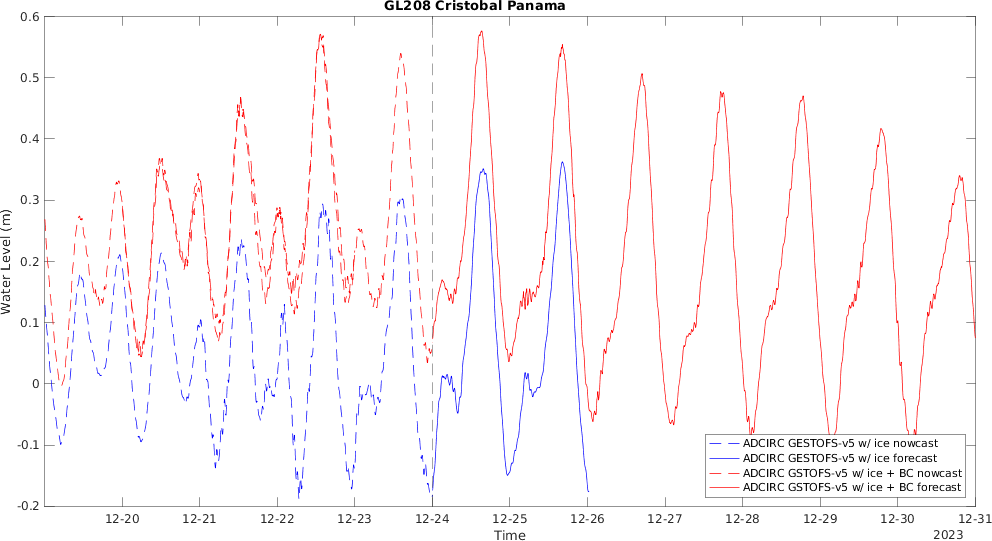 GL208 Cristobal Panama
0.6
0.5
0.4
0.3
0.2
0.1
0
-0.1
-0.2
Water Level (m)
12-20 12-21 12-22 12-23 12-24 12-25 12-26 12-27 12-28 12-29 12-30 12-31
Time
2023
ADCIRC GESTOFS-v5 w/ ice nowcast
ADCIRC GESTOFS-v5 w/ ice forecast
ADCIRC GSTOFS-v5 w/ ice + BC nowcast
ADCIRC GSTOFS-v5 w/ ice + BC forecast